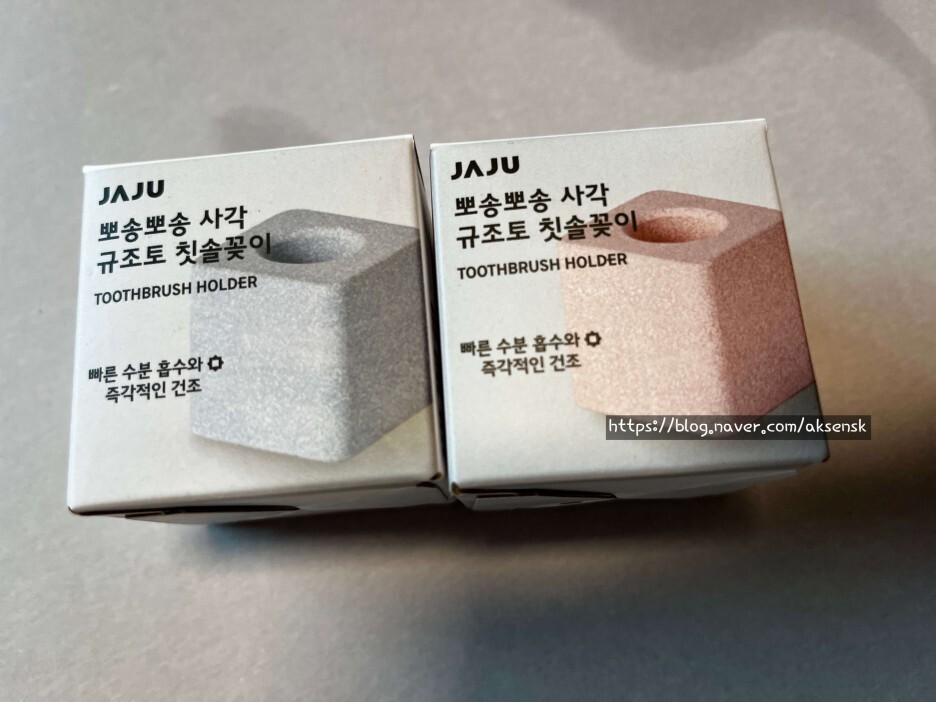 JAJU
뽀송뽀송 사각
규조토 칫솔꽂이
TOOTHBRUSH HOLDER
빠른 수분 흡수와
즉각적인 건조
JAJU
뽀송뽀송 사각
규조토 칫솔꽂이
TOOTHBRUSH HOLDER
빠른 수분 흡수와
즉각적인 건조
https://blog.naver.com/aksensk